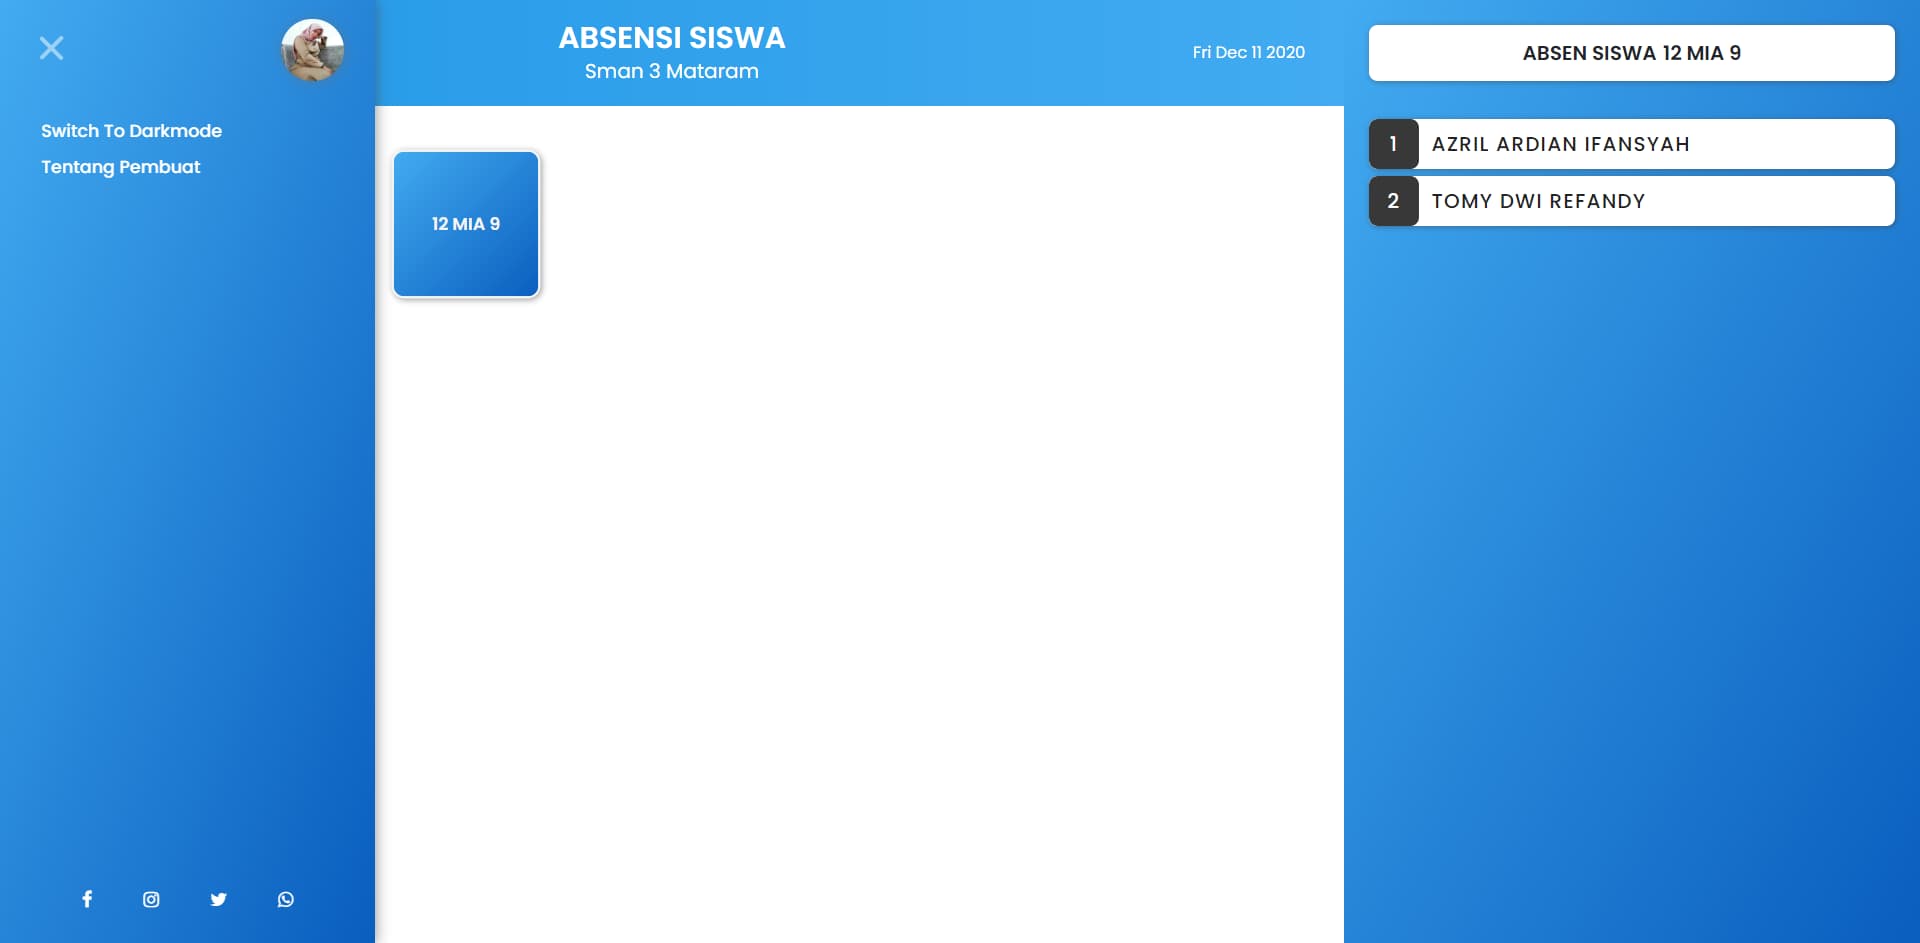 Switch To Darkmode
Tentang Pembuat
ABSENSI SISWA
Sman 3 Mataram
Fri Dec 11 2020
12 MIA 9
ABSEN SISWA 12 MIA 9
1 AZRIL ARDIAN IFANSYAH
2 TOMY DWI REFANDY